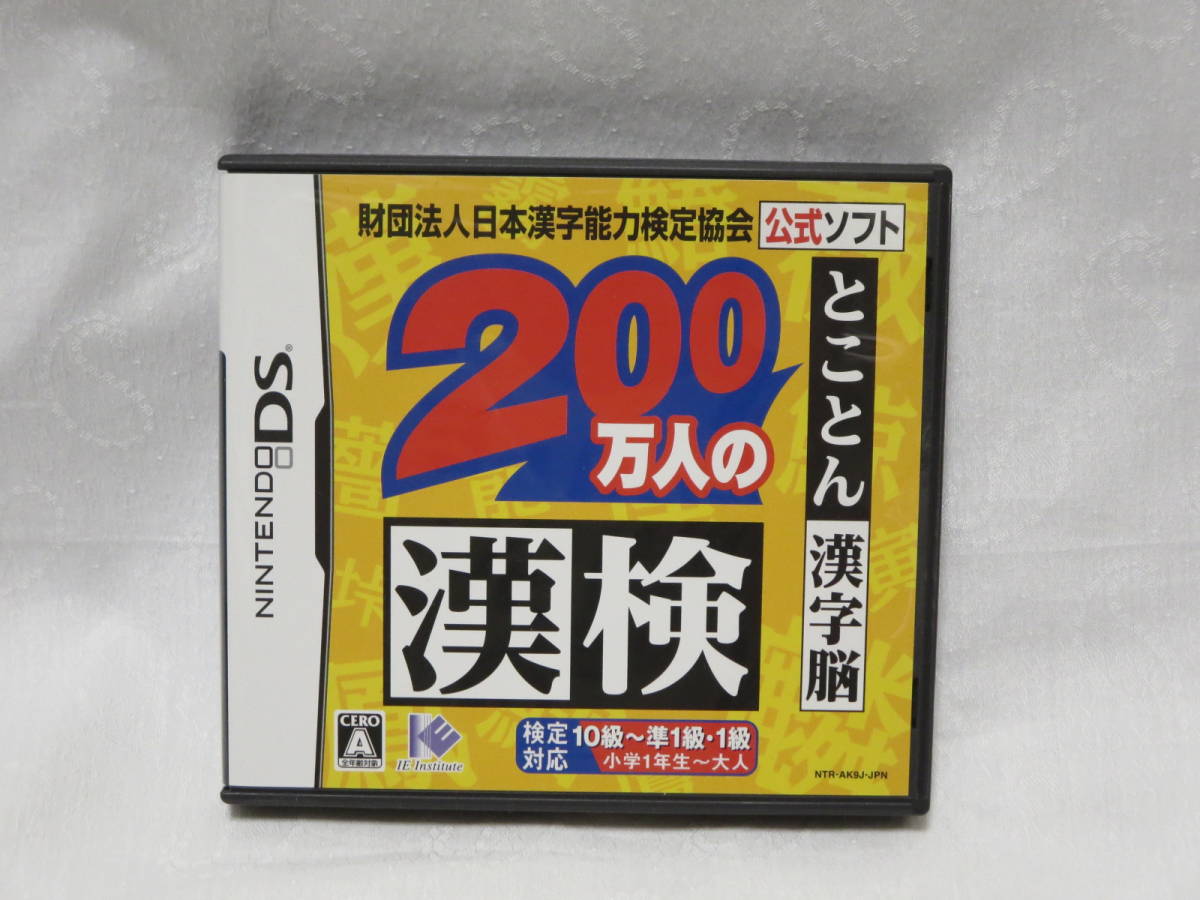 財団法人日本漢字能力検定協会 公式ソフト
200
万人の
漢検
とことん
漢字脳
NINTENDO DS®
CERO
A
全年齢対象
IE
IE Institute
検定対応
10級～準1級・1級
小学1年生～大人
NTR-AK9J-JPN